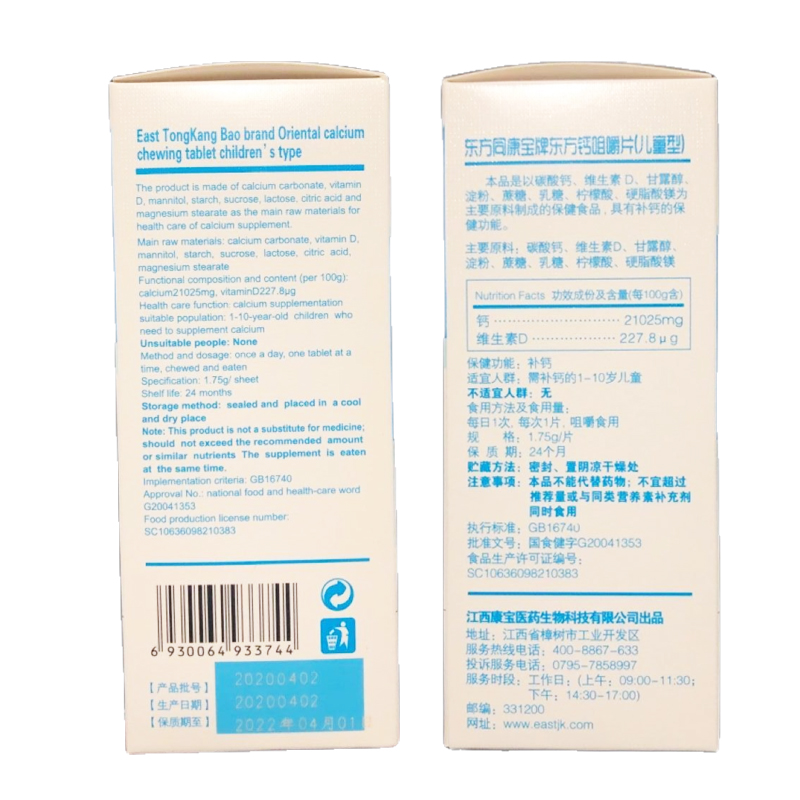 East TongKang Bao brand Oriental calcium
chewing tablet children's type
The product is made of calcium carbonate, vitamin
D, mannitol, starch, sucrose, lactose, citric acid and
magnesium stearate as the main raw materials for
health care of calcium supplement.
Main raw materials: calcium carbonate, vitamin D,
mannitol, starch, sucrose, lactose, citric acid,
magnesium stearate
Functional composition and content (per 100g):
calcium21025mg, vitaminD227.8μg
Health care function: calcium supplementation
suitable population: 1-10-year-old children who
need to supplement calcium
Unsuitable people: None
Method and dosage: once a day, one tablet at a
time, chewed and eaten
Specification: 1.75g/ sheet
Shelf life: 24 months
Storage method: sealed and placed in a cool
and dry place
Note: This product is not a substitute for medicine;
should not exceed the recommended amount
or similar nutrients The supplement is eaten
at the same time.
Implementation criteria: GB16740
Approval No.: national food and health-care word
G20041353
Food production license number:
SC10636098210383
6 930064 933744
【产品批号】 20200402
【生产日期】 20200402
【保质期至】 2022年04月01日
东方同康宝牌东方钙咀嚼片(儿童型)
本品是以碳酸钙、维生素D、甘露醇、
淀粉、蔗糖、乳糖、柠檬酸、硬脂酸镁为
主要原料制成的保健食品，具有补钙的保
健功能。
主要原料：碳酸钙、维生素D、甘露醇、
淀粉、蔗糖、乳糖、柠檬酸、硬脂酸镁
Nutrition Facts 功效成份及含量(每100g含)
钙 ···················· 21025mg
维生素D ················ 227.8μg
保健功能：补钙
适宜人群：需补钙的1-10岁儿童
不适宜人群：无
食用方法及食用量：
每日1次，每次1片，咀嚼食用
规 格：1.75g/片
保 质 期：24个月
贮藏方法：密封、置阴凉干燥处
注意事项：本品不能代替药物；不宜超过
推荐量或与同类营养素补充剂
同时食用
执行标准：GB16740
批准文号：国食健字G20041353
食品生产许可证编号：
SC10636098210383
江西康宝医药生物科技有限公司出品
地址：江西省樟树市工业开发区
服务热线电话：400-8867-633
投诉服务电话：0795-7858997
服务时段：工作日：(上午：09:00-11:30；
下午：14:30-17:00)
邮编：331200
网址：www.eastjk.com